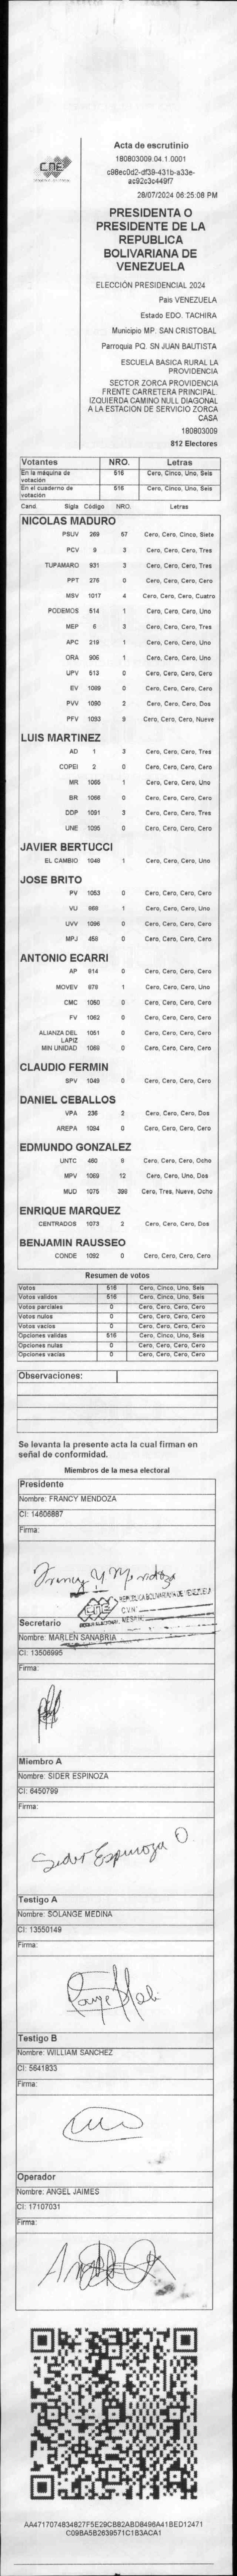 CNE
Acta de escrutinio
180803009.04.1.0001
c98ec0d2-df39-431b-a33e-
ac92c3c449f7
28/07/2024 06:25:08 PM
PRESIDENTA O
PRESIDENTE DE LA
REPUBLICA
BOLIVARIANA DE
VENEZUELA
ELECCIÓN PRESIDENCIAL 2024
Pais VENEZUELA
Estado EDO. TACHIRA
Municipio MP. SAN CRISTOBAL
Parroquia PQ. SN JUAN BAUTISTA
ESCUELA BASICA RURAL LA
PROVIDENCIA
SECTOR ZORCA PROVIDENCIA
FRENTE CARRETERA PRINCIPAL.
IZQUIERDA CAMINO NULL DIAGONAL
A LA ESTACIÓN DE SERVICIO ZORCA
CASA
180803009
812 Electores
Votantes NRO. Letras
En la máquina de votación 516 Cero, Cinco, Uno, Seis
En el cuaderno de votación 516 Cero, Cinco, Uno, Seis
Cand. Sigla Código NRO. Letras
NICOLAS MADURO
PSUV 269 57 Cero, Cero, Cinco, Siete
PCV 9 3 Cero, Cero, Cero, Tres
TUPAMARO 931 3 Cero, Cero, Cero, Tres
PPT 276 0 Cero, Cero, Cero, Cero
MSV 1017 4 Cero, Cero, Cero, Cuatro
PODEMOS 514 1 Cero, Cero, Cero, Uno
MEP 6 3 Cero, Cero, Cero, Tres
APC 219 1 Cero, Cero, Cero, Uno
ORA 906 1 Cero, Cero, Cero, Uno
UPV 513 0 Cero, Cero, Cero, Cero
EV 1009 0 Cero, Cero, Cero, Cero
PVV 1090 2 Cero, Cero, Cero, Dos
PFV 1093 9 Cero, Cero, Cero, Nueve
LUIS MARTINEZ
AD 1 3 Cero, Cero, Cero, Tres
COPEI 2 0 Cero, Cero, Cero, Cero
MR 1065 1 Cero, Cero, Cero, Uno
BR 1066 0 Cero, Cero, Cero, Cero
DDP 1091 3 Cero, Cero, Cero, Tres
UNE 1095 0 Cero, Cero, Cero, Cero
JAVIER BERTUCCI
EL CAMBIO 1048 1 Cero, Cero, Cero, Uno
JOSE BRITO
PV 1053 0 Cero, Cero, Cero, Cero
VU 968 1 Cero, Cero, Cero, Uno
UVV 1096 0 Cero, Cero, Cero, Cero
MPJ 459 0 Cero, Cero, Cero, Cero
ANTONIO ECARRI
AP 914 0 Cero, Cero, Cero, Cero
MOVEV 979 1 Cero, Cero, Cero, Uno
CMC 1050 0 Cero, Cero, Cero, Cero
FV 1062 0 Cero, Cero, Cero, Cero
ALIANZA DEL LAPIZ 1051 0 Cero, Cero, Cero, Cero
MIN UNIDAD 1069 0 Cero, Cero, Cero, Cero
CLAUDIO FERMIN
SPV 1049 0 Cero, Cero, Cero, Cero
DANIEL CEBALLOS
VPA 236 2 Cero, Cero, Cero, Dos
AREPA 1094 0 Cero, Cero, Cero, Cero
EDMUNDO GONZALEZ
UNTC 460 8 Cero, Cero, Cero, Ocho
MPV 1069 12 Cero, Cero, Uno, Dos
MUD 1075 398 Cero, Tres, Nueve, Ocho
ENRIQUE MARQUEZ
CENTRADOS 1073 2 Cero, Cero, Cero, Dos
BENJAMIN RAUSSEO
CONDE 1092 0 Cero, Cero, Cero, Cero
Resumen de votos
Votos 516 Cero, Cinco, Uno, Seis
Votos validos 516 Cero, Cinco, Uno, Seis
Votos parciales 0 Cero, Cero, Cero, Cero
Votos nulos 0 Cero, Cero, Cero, Cero
Votos vacios 0 Cero, Cero, Cero, Cero
Opciones validas 516 Cero, Cinco, Uno, Seis
Opciones nulas 0 Cero, Cero, Cero, Cero
Opciones vacias 0 Cero, Cero, Cero, Cero
Observaciones:
Se levanta la presente acta la cual firman en
señal de conformidad.
Miembros de la mesa electoral
Presidente
Nombre: FRANCY MENDOZA
CI: 14606887
Firma:
Francy Y Mendoza
REPÚBLICA BOLIVARIANA DE VENEZUELA
CNE
Secretario
Nombre: MARLEN SANABRIA
CI: 13506995
Firma:
Miembro A
Nombre: SIDER ESPINOZA
CI: 6450799
Firma:
Sider Espinoza O
Testigo A
Nombre: SOLANGE MEDINA
CI: 13550149
Firma:
Testigo B
Nombre: WILLIAM SANCHEZ
CI: 5641833
Firma:
Operador
Nombre: ANGEL JAIMES
CI: 17107031
Firma:
AA4717074834827F5E29CB82ABD8496A41BED12471
C09BA5B2639571C1B3ACA1